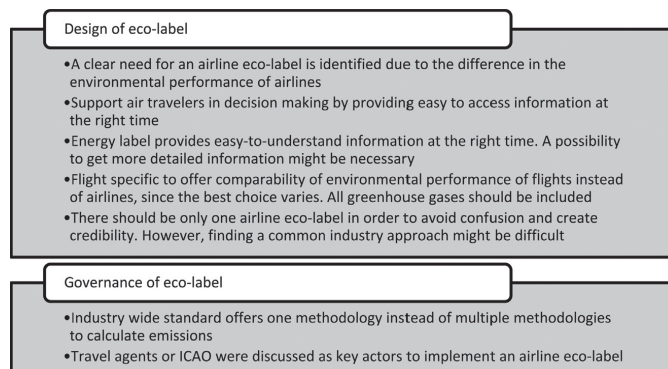 Design of eco-label
•A clear need for an airline eco-label is identified due to the difference in the
environmental performance of airlines
•Support air travelers in decision making by providing easy to access information at
the right time
•Energy label provides easy-to-understand information at the right time. A possibility
to get more detailed information might be necessary
•Flight specific to offer comparability of environmental performance of flights instead
of airlines, since the best choice varies. All greenhouse gases should be included
•There should be only one airline eco-label in order to avoid confusion and create
credibility. However, finding a common industry approach might be difficult
Governance of eco-label
•Industry wide standard offers one methodology instead of multiple methodologies
to calculate emissions
•Travel agents or ICAO were discussed as key actors to implement an airline eco-label